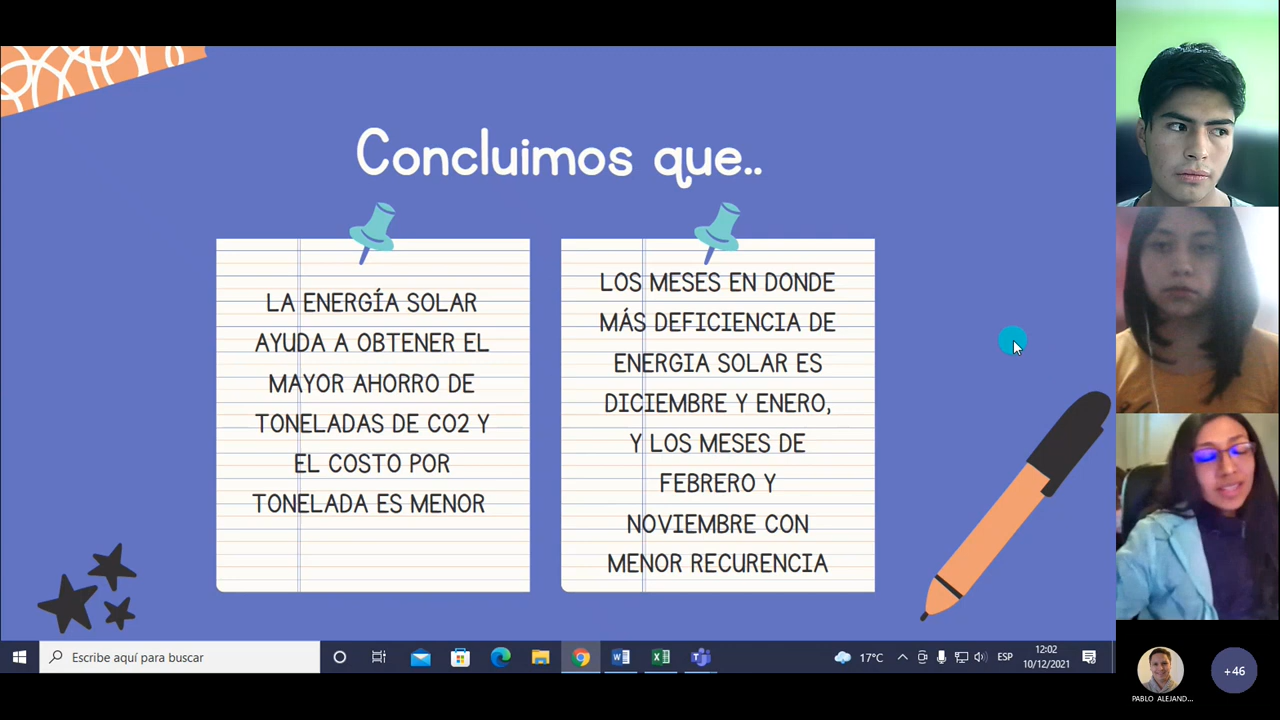 Concluimos que..
LA ENERGÍA SOLAR
AYUDA A OBTENER EL
MAYOR AHORRO DE
TONELADAS DE CO2 Y
EL COSTO POR
TONELADA ES MENOR
LOS MESES EN DONDE
MÁS DEFICIENCIA DE
ENERGIA SOLAR ES
DICIEMBRE Y ENERO,
Y LOS MESES DE
FEBRERO Y
NOVIEMBRE CON
MENOR RECURENCIA
Escribe aquí para buscar
17°C
ESP
12:02
10/12/2021
PABLO ALEJAND...
+46